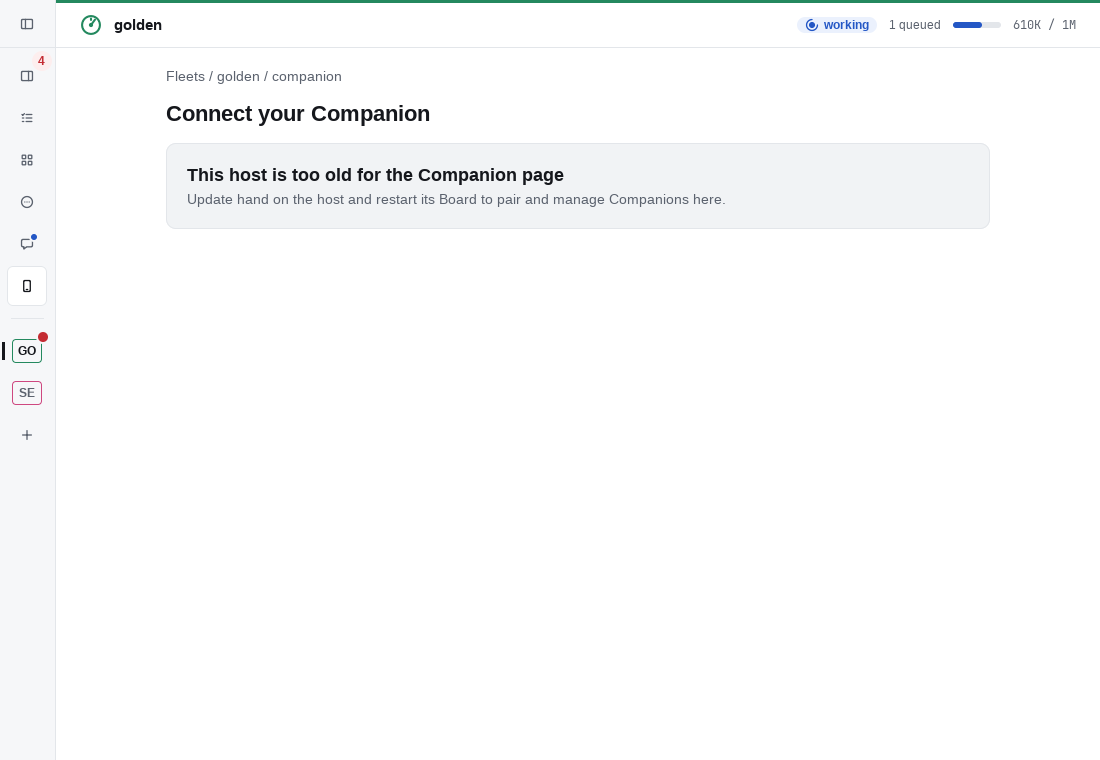 golden
working
1 queued
610K / 1M
4
Fleets / golden / companion
Connect your Companion
This host is too old for the Companion page
Update hand on the host and restart its Board to pair and manage Companions here.
GO
SE